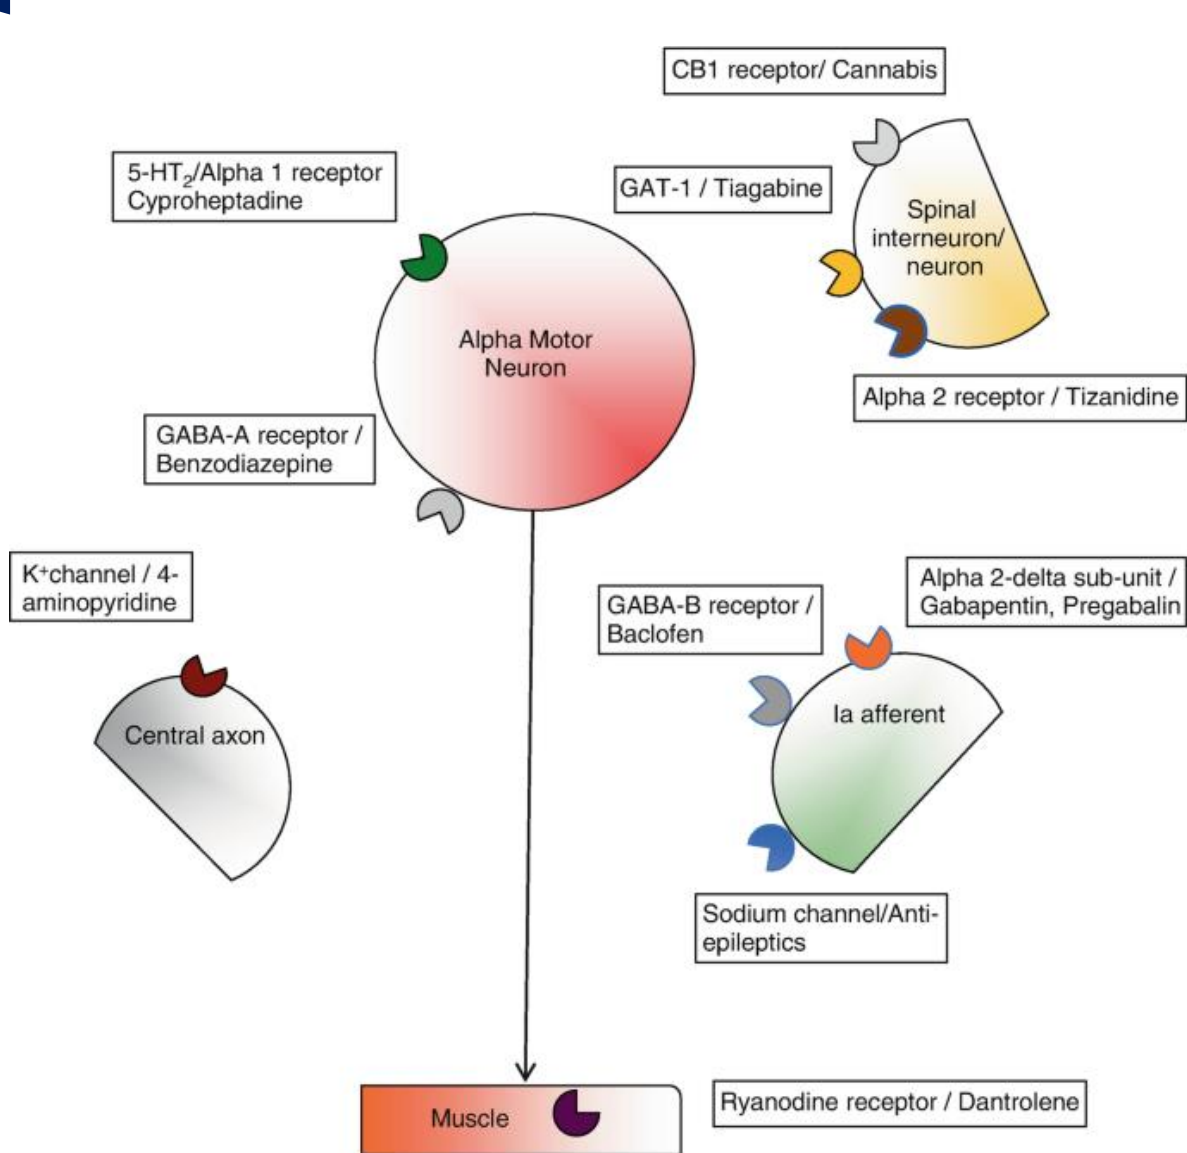 CB1 receptor/ Cannabis
5-HT₂/Alpha 1 receptor
Cyproheptadine
GAT-1 / Tiagabine
Spinal
interneuron/
neuron
Alpha Motor
Neuron
Alpha 2 receptor / Tizanidine
GABA-A receptor /
Benzodiazepine
K⁺channel / 4-
aminopyridine
Alpha 2-delta sub-unit /
Gabapentin, Pregabalin
GABA-B receptor /
Baclofen
Central axon
Ia afferent
Sodium channel/Anti-
epileptics
Muscle
Ryanodine receptor / Dantrolene